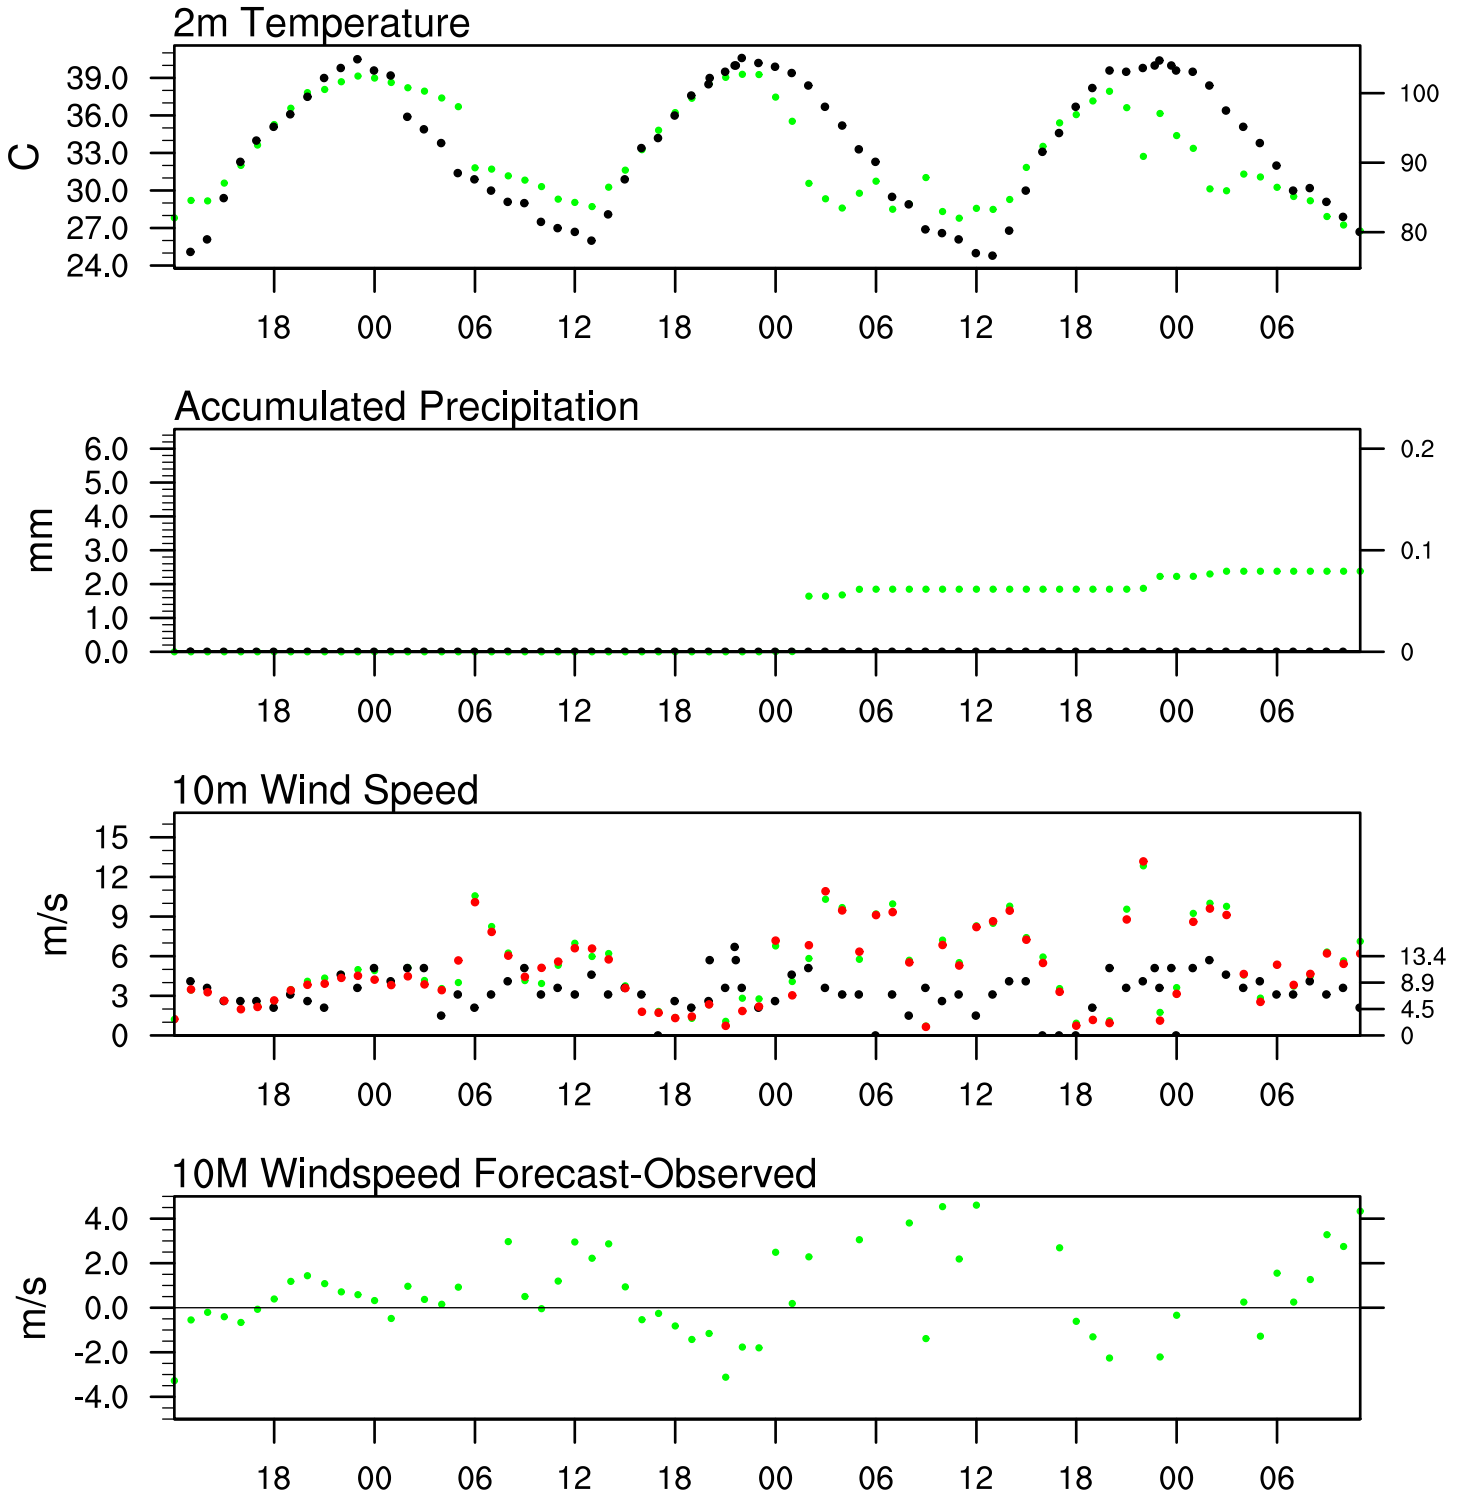 2m Temperature
39.0
36.0
33.0
30.0
27.0
24.0
C
100
90
80
18 00 06 12 18 00 06 12 18 00 06
Accumulated Precipitation
6.0
5.0
4.0
3.0
2.0
1.0
0.0
mm
0.2
0.1
0
18 00 06 12 18 00 06 12 18 00 06
10m Wind Speed
15
12
9
6
3
0
m/s
13.4
8.9
4.5
0
18 00 06 12 18 00 06 12 18 00 06
10M Windspeed Forecast-Observed
4.0
2.0
0.0
-2.0
-4.0
m/s
18 00 06 12 18 00 06 12 18 00 06